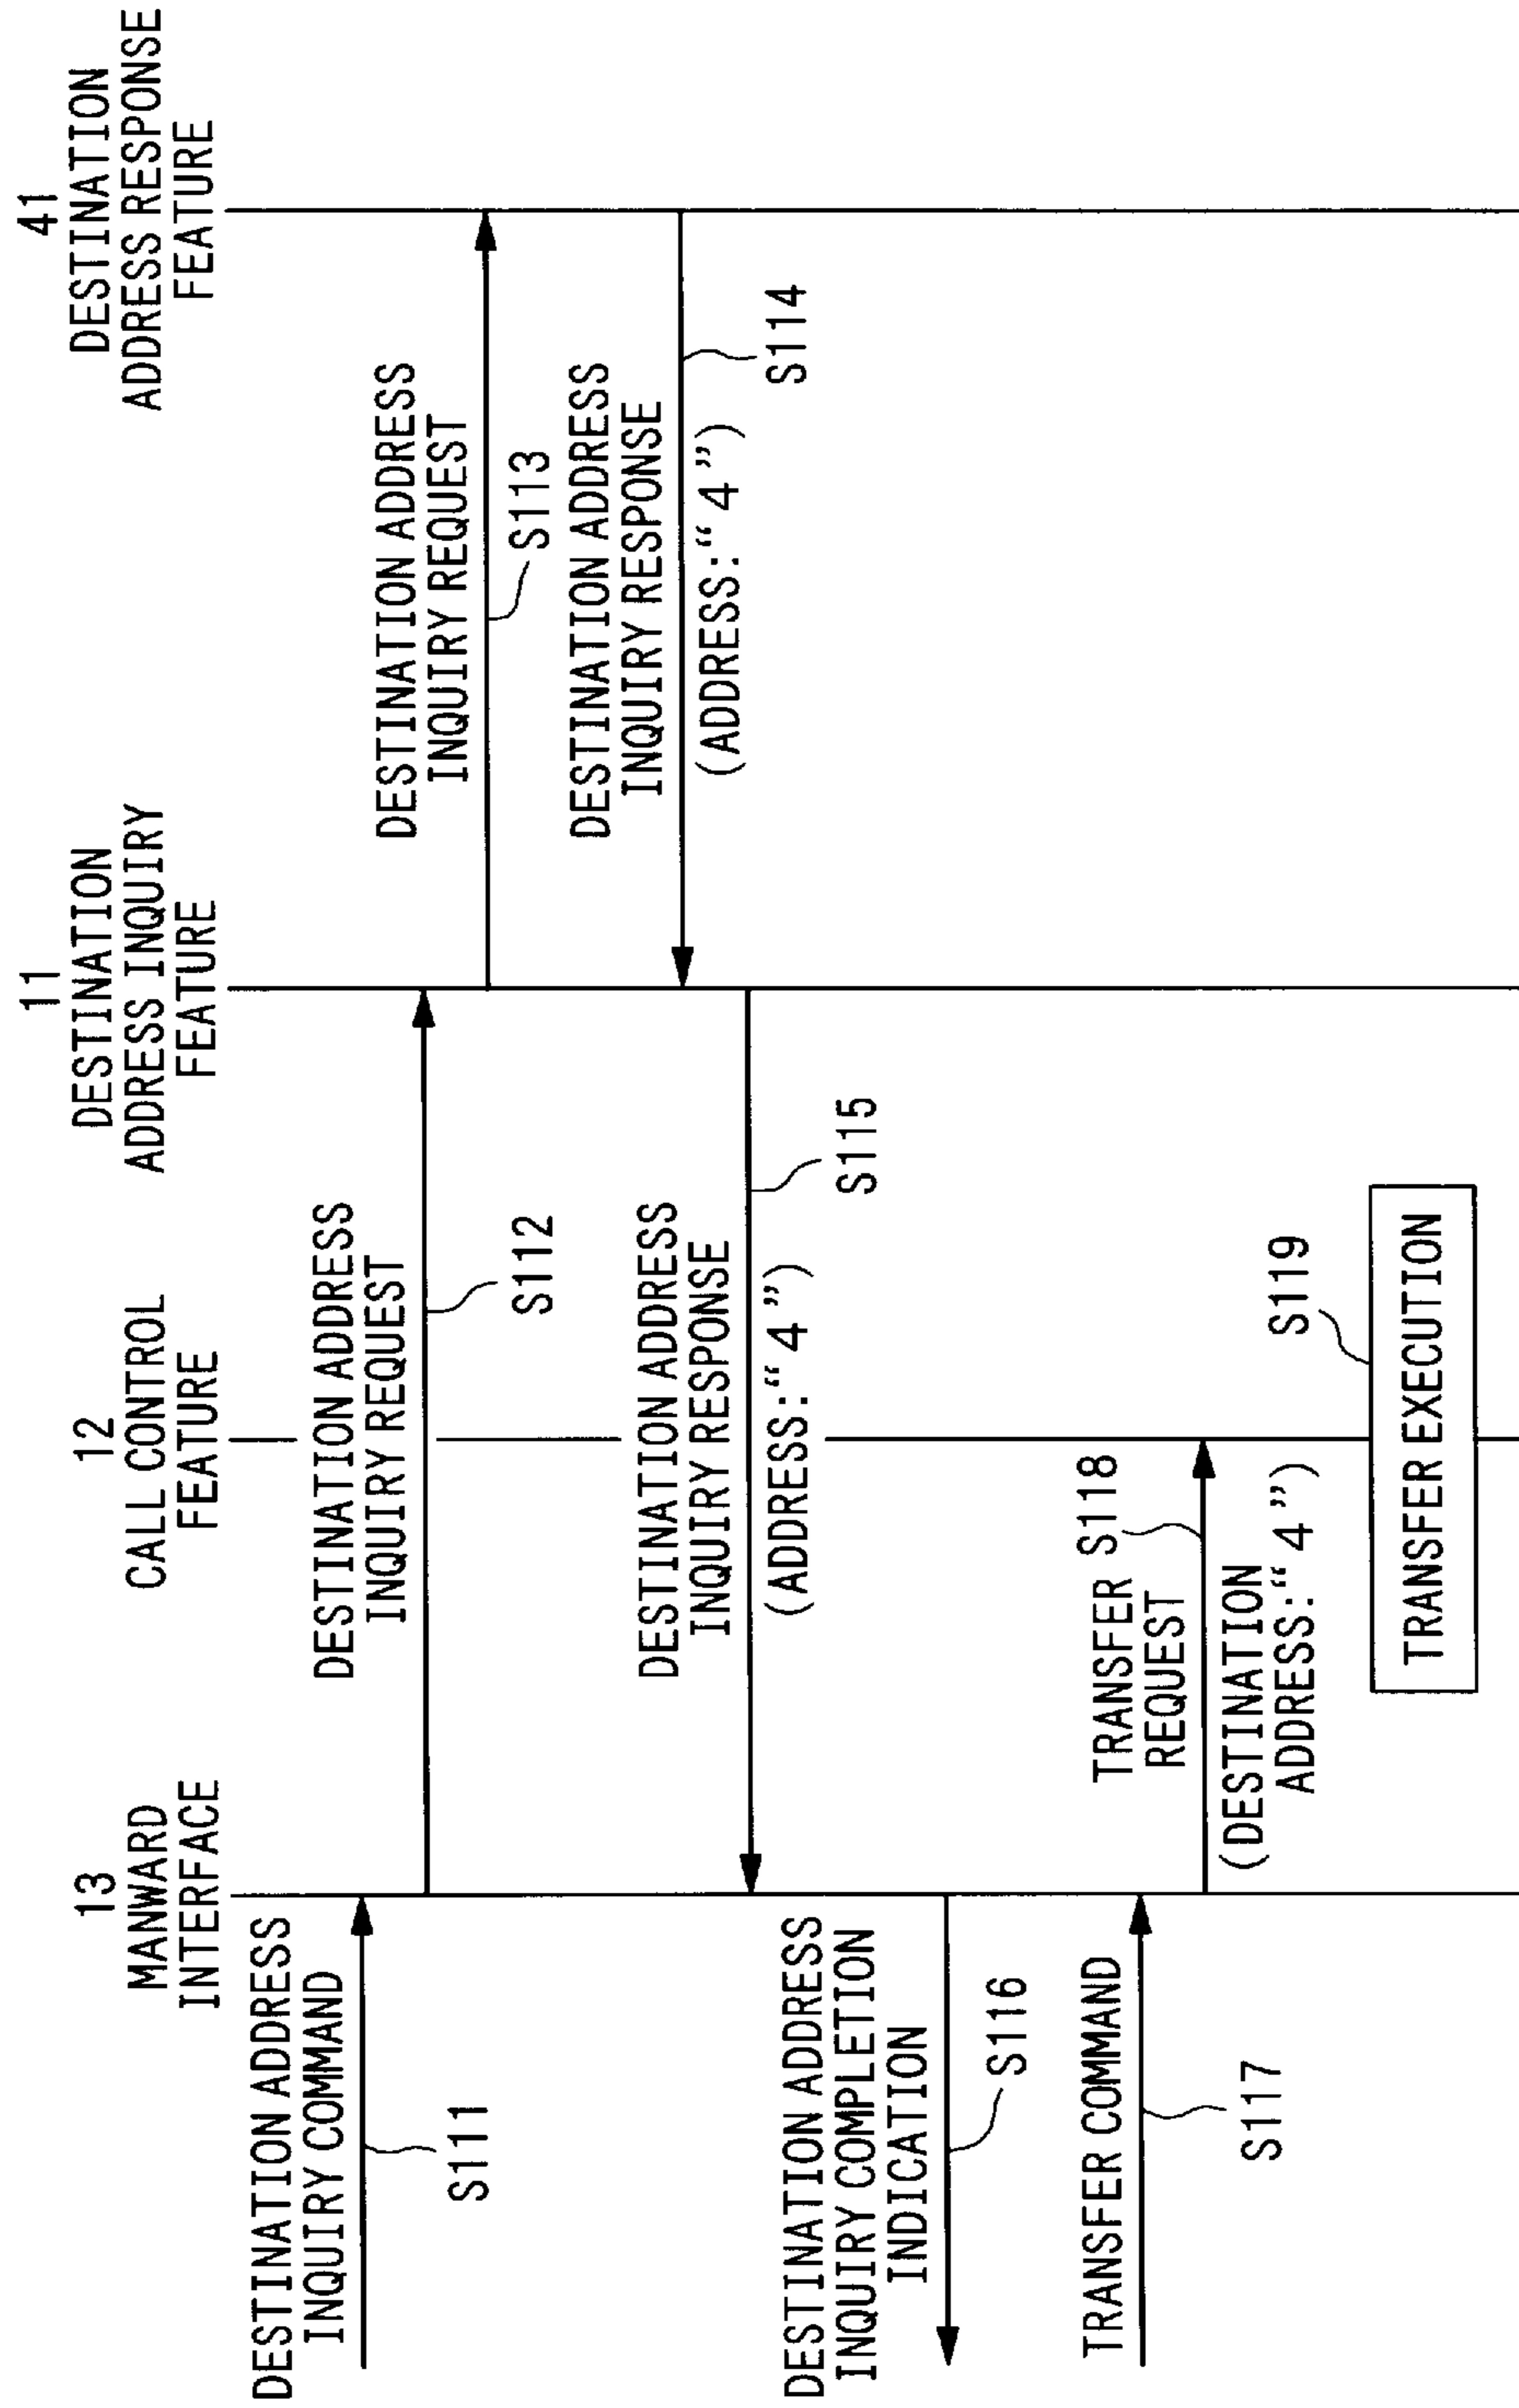 13
MANWARD
INTERFACE
12
CALL CONTROL
FEATURE
11
DESTINATION
ADDRESS INQUIRY
FEATURE
41
DESTINATION
ADDRESS RESPONSE
FEATURE
DESTINATION ADDRESS
INQUIRY COMMAND
S111
DESTINATION ADDRESS
INQUIRY REQUEST
S112
DESTINATION ADDRESS
INQUIRY REQUEST
S113
DESTINATION ADDRESS
INQUIRY RESPONSE
(ADDRESS:“4”)
S114
DESTINATION ADDRESS
INQUIRY RESPONSE
(ADDRESS:“4”)
S115
DESTINATION ADDRESS
INQUIRY COMPLETION
INDICATION
S116
TRANSFER COMMAND
S117
TRANSFER
REQUEST
S118
(DESTINATION
ADDRESS:“4”)
S119
TRANSFER EXECUTION